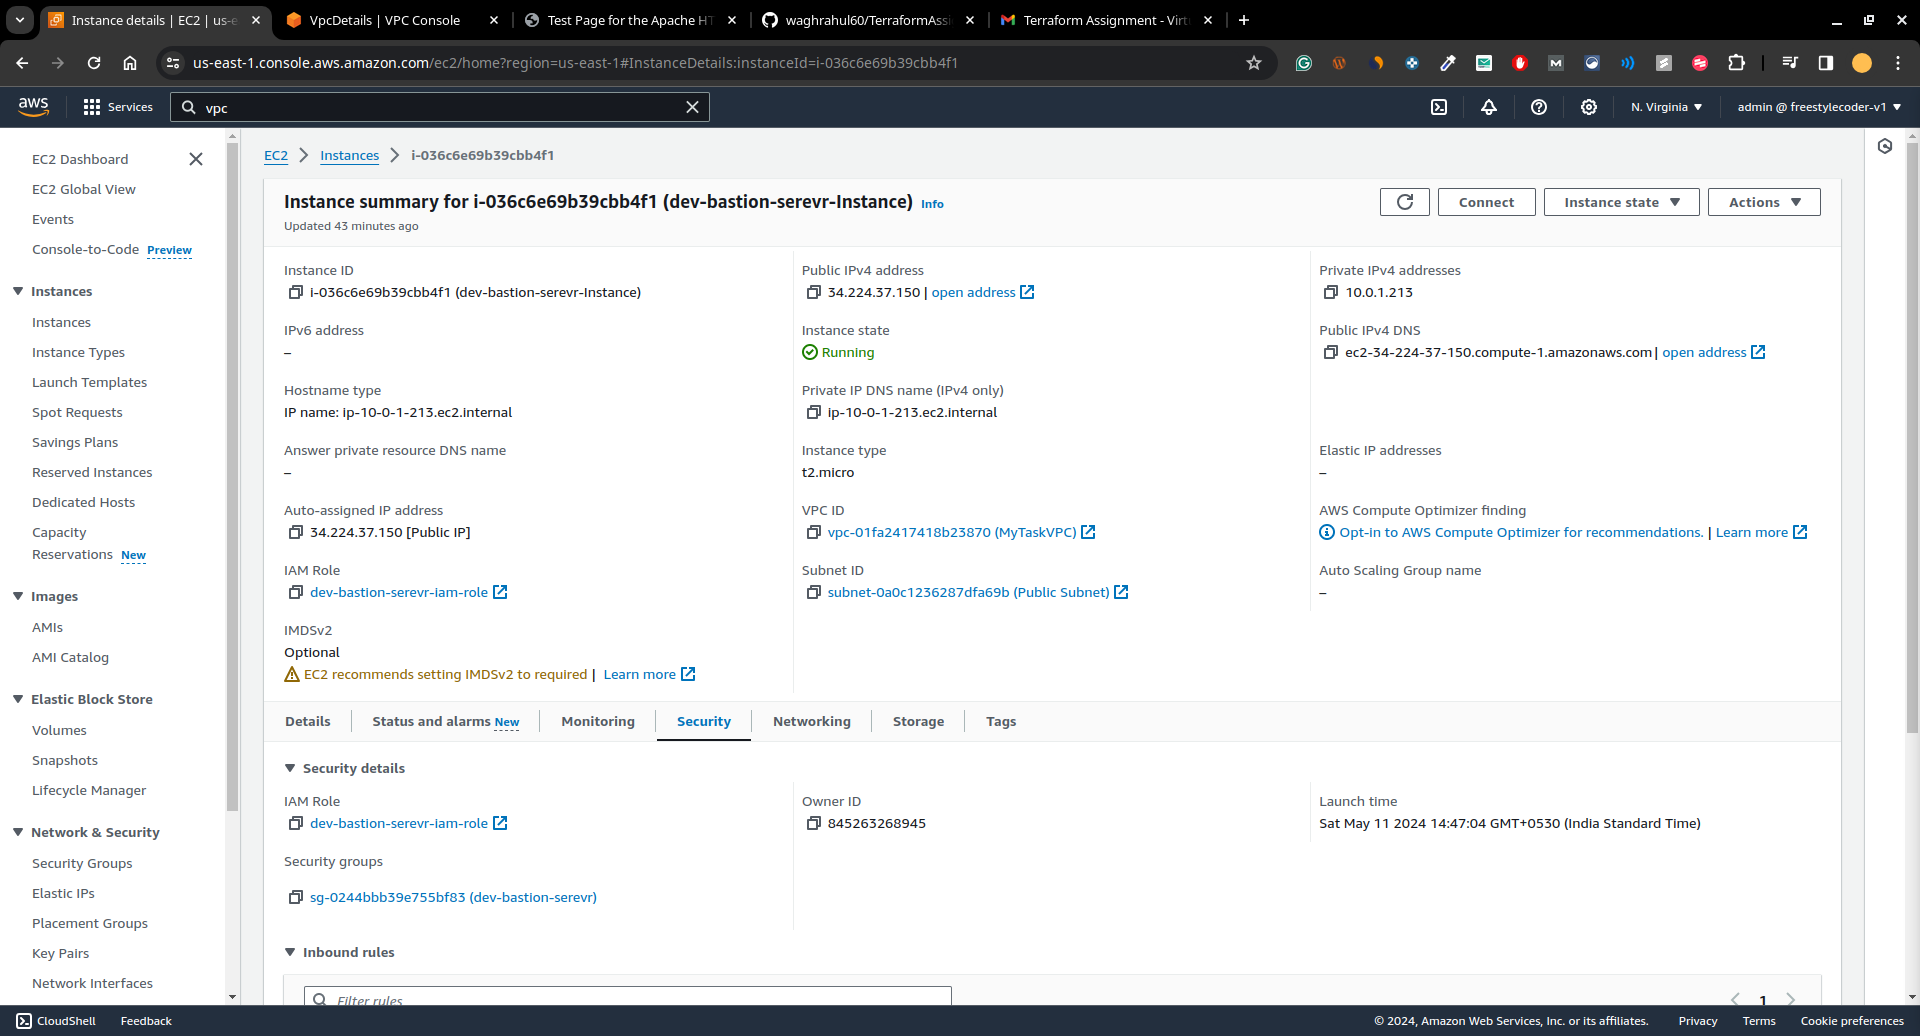 Instance details | EC2 | us-e
VpcDetails | VPC Console
Test Page for the Apache HT
waghrahul60/TerraformAssi
Terraform Assignment - Virt
us-east-1.console.aws.amazon.com/ec2/home?region=us-east-1#InstanceDetails:instanceId=i-036c6e69b39cbb4f1
aws
Services
vpc
N. Virginia
admin @ freestylecoder-v1
EC2 Dashboard
EC2 Global View
Events
Console-to-Code Preview
Instances
Instances
Instance Types
Launch Templates
Spot Requests
Savings Plans
Reserved Instances
Dedicated Hosts
Capacity
Reservations New
Images
AMIs
AMI Catalog
Elastic Block Store
Volumes
Snapshots
Lifecycle Manager
Network & Security
Security Groups
Elastic IPs
Placement Groups
Key Pairs
Network Interfaces
EC2 Instances i-036c6e69b39cbb4f1
Instance summary for i-036c6e69b39cbb4f1 (dev-bastion-serevr-Instance) Info
Updated 43 minutes ago
Connect
Instance state
Actions
Instance ID
i-036c6e69b39cbb4f1 (dev-bastion-serevr-Instance)
Public IPv4 address
34.224.37.150 | open address
Private IPv4 addresses
10.0.1.213
IPv6 address
–
Instance state
Running
Public IPv4 DNS
ec2-34-224-37-150.compute-1.amazonaws.com | open address
Hostname type
IP name: ip-10-0-1-213.ec2.internal
Private IP DNS name (IPv4 only)
ip-10-0-1-213.ec2.internal
Answer private resource DNS name
–
Instance type
t2.micro
Elastic IP addresses
–
Auto-assigned IP address
34.224.37.150 [Public IP]
VPC ID
vpc-01fa2417418b23870 (MyTaskVPC)
AWS Compute Optimizer finding
Opt-in to AWS Compute Optimizer for recommendations. | Learn more
IAM Role
dev-bastion-serevr-iam-role
Subnet ID
subnet-0a0c1236287dfa69b (Public Subnet)
Auto Scaling Group name
–
IMDSv2
Optional
EC2 recommends setting IMDSv2 to required | Learn more
Details
Status and alarms New
Monitoring
Security
Networking
Storage
Tags
Security details
IAM Role
dev-bastion-serevr-iam-role
Owner ID
845263268945
Launch time
Sat May 11 2024 14:47:04 GMT+0530 (India Standard Time)
Security groups
sg-0244bbb39e755bf83 (dev-bastion-serevr)
Inbound rules
Filter rules
1
CloudShell
Feedback
© 2024, Amazon Web Services, Inc. or its affiliates.
Privacy
Terms
Cookie preferences